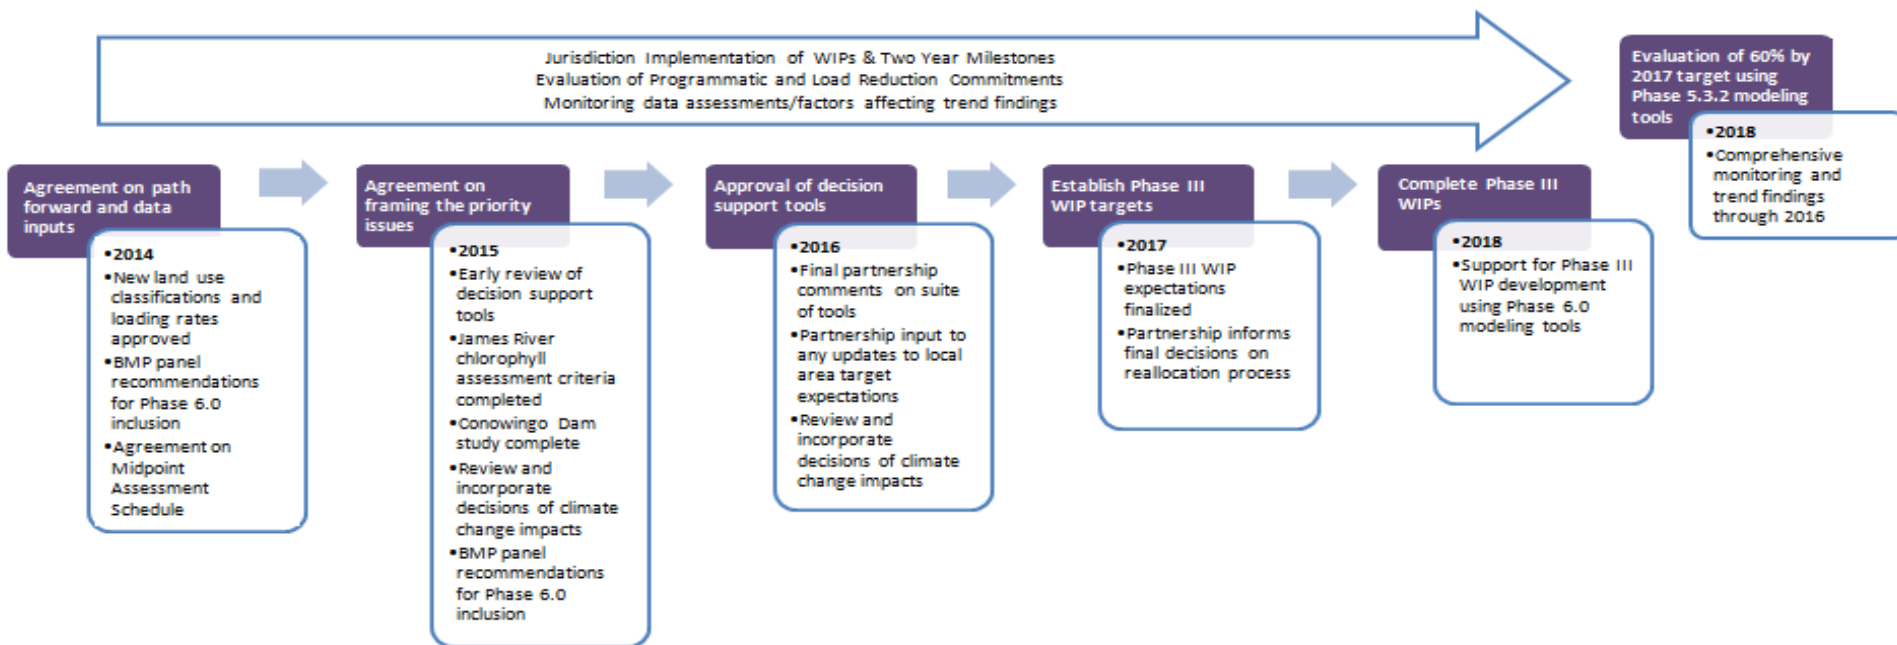 Jurisdiction Implementation of WIPs & Two Year Milestones
Evaluation of Programmatic and Load Reduction Commitments
Monitoring data assessments/factors affecting trend findings
Evaluation of 60% by
2017 target using
Phase 5.3.2 modeling
tools
•2018
•Comprehensive
monitoring and
trend findings
through 2016
Agreement on path
forward and data
inputs
•2014
•New land use
classifications and
loading rates
approved
•BMP panel
recommendations
for Phase 6.0
inclusion
•Agreement on
Midpoint
Assessment
Schedule
Agreement on
framing the priority
issues
•2015
•Early review of
decision support
tools
•James River
chlorophyll
assessment criteria
completed
•Conowingo Dam
study complete
•Review and
incorporate
decisions of climate
change impacts
•BMP panel
recommendations
for Phase 6.0
inclusion
Approval of decision
support tools
•2016
•Final partnership
comments on suite
of tools
•Partnership input to
any updates to local
area target
expectations
•Review and
incorporate
decisions of climate
change impacts
Establish Phase III
WIP targets
•2017
•Phase III WIP
expectations
finalized
•Partnership informs
final decisions on
reallocation process
Complete Phase III
WIPs
•2018
•Support for Phase III
WIP development
using Phase 6.0
modeling tools